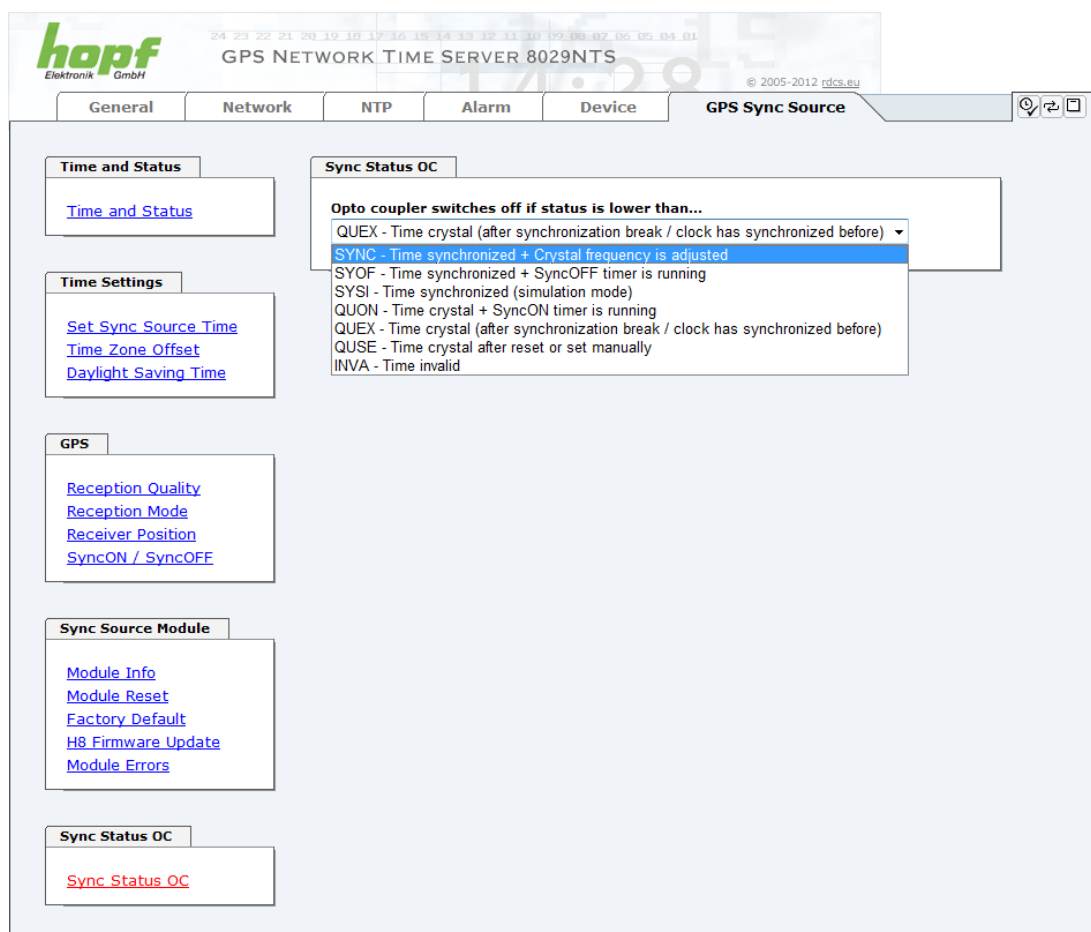 hopf
Elektronik GmbH
24 23 22 21 20 19 18 17 16 15 14 13 12 11 10 09 08 07 06 05 04 01
GPS NETWORK TIME SERVER 8029NTS
14:28
© 2005-2012 rdcs.eu
General Network NTP Alarm Device GPS Sync Source
Time and Status
Time and Status
Time Settings
Set Sync Source Time
Time Zone Offset
Daylight Saving Time
GPS
Reception Quality
Reception Mode
Receiver Position
SyncON / SyncOFF
Sync Source Module
Module Info
Module Reset
Factory Default
H8 Firmware Update
Module Errors
Sync Status OC
Sync Status OC
Sync Status OC
Opto coupler switches off if status is lower than...
QUEX - Time crystal (after synchronization break / clock has synchronized before)
SYNC - Time synchronized + Crystal frequency is adjusted
SYOF - Time synchronized + SyncOFF timer is running
SYSI - Time synchronized (simulation mode)
QUON - Time crystal + SyncON timer is running
QUEX - Time crystal (after synchronization break / clock has synchronized before)
QUSE - Time crystal after reset or set manually
INVA - Time invalid